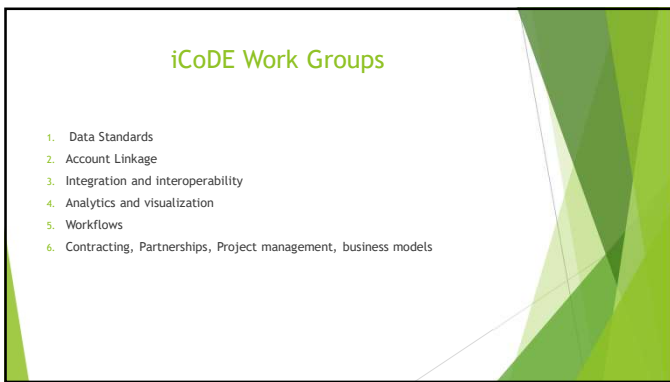 iCoDE Work Groups
1. Data Standards
2. Account Linkage
3. Integration and interoperability
4. Analytics and visualization
5. Workflows
6. Contracting, Partnerships, Project management, business models